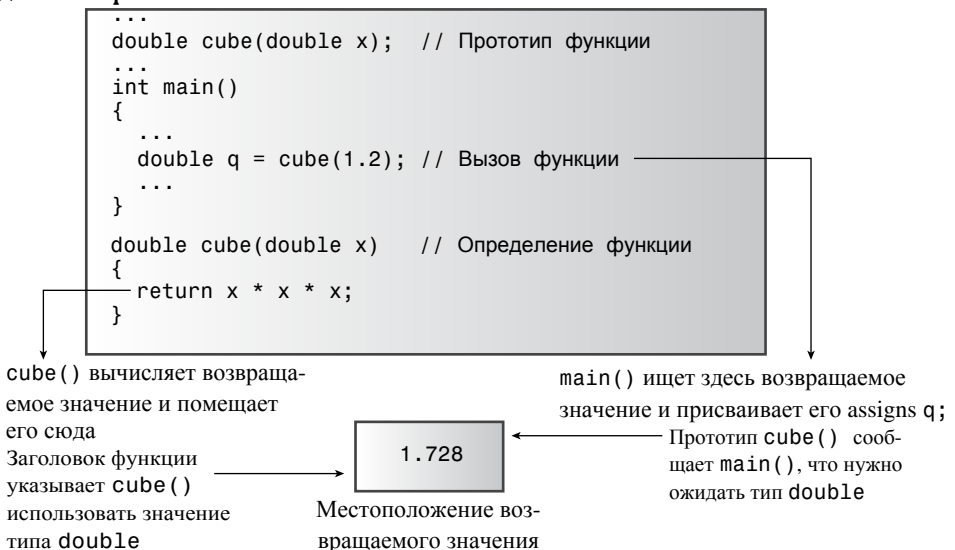 ...
double cube(double x); // Прототип функции
...
int main()
{
...
double q = cube(1.2); // Вызов функции
...
}
double cube(double x) // Определение функции
{
return x * x * x;
}
cube() вычисляет возвраща-
емое значение и помещает
его сюда
Заголовок функции
указывает cube()
использовать значение
типа double
1.728
Местоположение воз-
вращаемого значения
main() ищет здесь возвращаемое
значение и присваивает его assigns q;
Прототип cube() сооб-
щает main(), что нужно
ожидать тип double